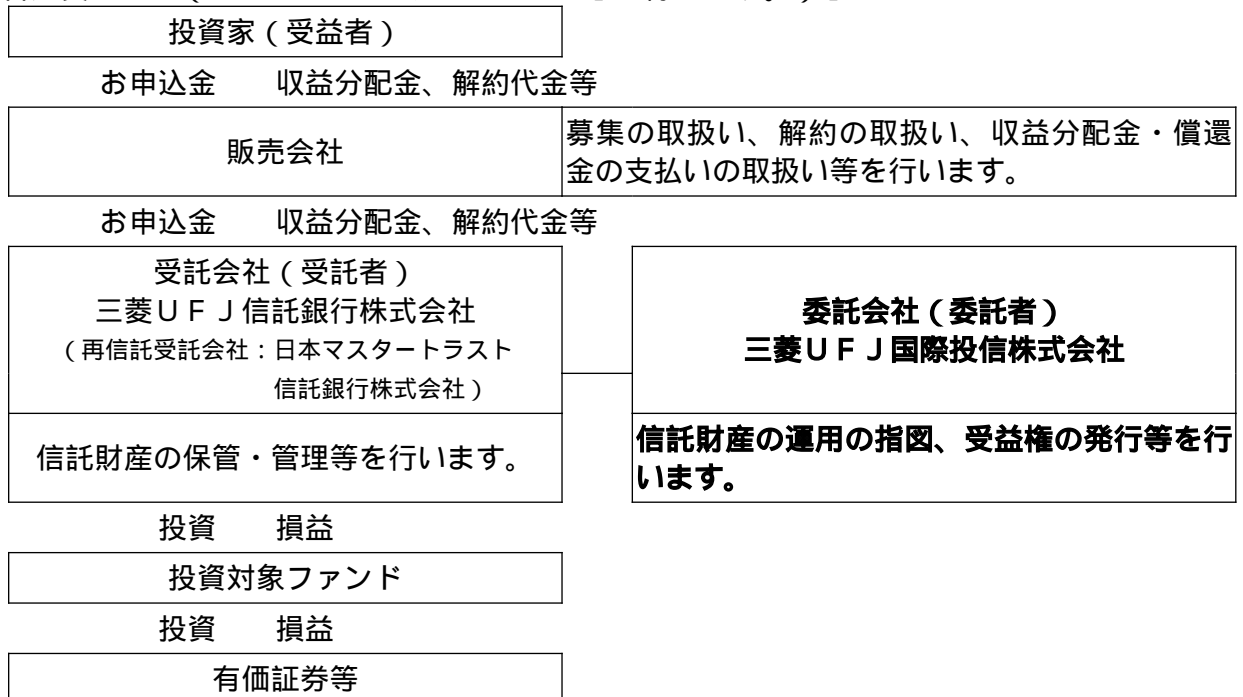 投資家（受益者）
お申込金　　収益分配金、解約代金等
販売会社
募集の取扱い、解約の取扱い、収益分配金・償還
金の支払いの取扱い等を行います。
お申込金　　収益分配金、解約代金等
受託会社（受託者）
三菱ＵＦＪ信託銀行株式会社
（再信託受託会社：日本マスタートラスト
信託銀行株式会社）
委託会社（委託者）
三菱ＵＦＪ国際投信株式会社
信託財産の保管・管理等を行います。
信託財産の運用の指図、受益権の発行等を行
います。
投資　　損益
投資対象ファンド
投資　　損益
有価証券等